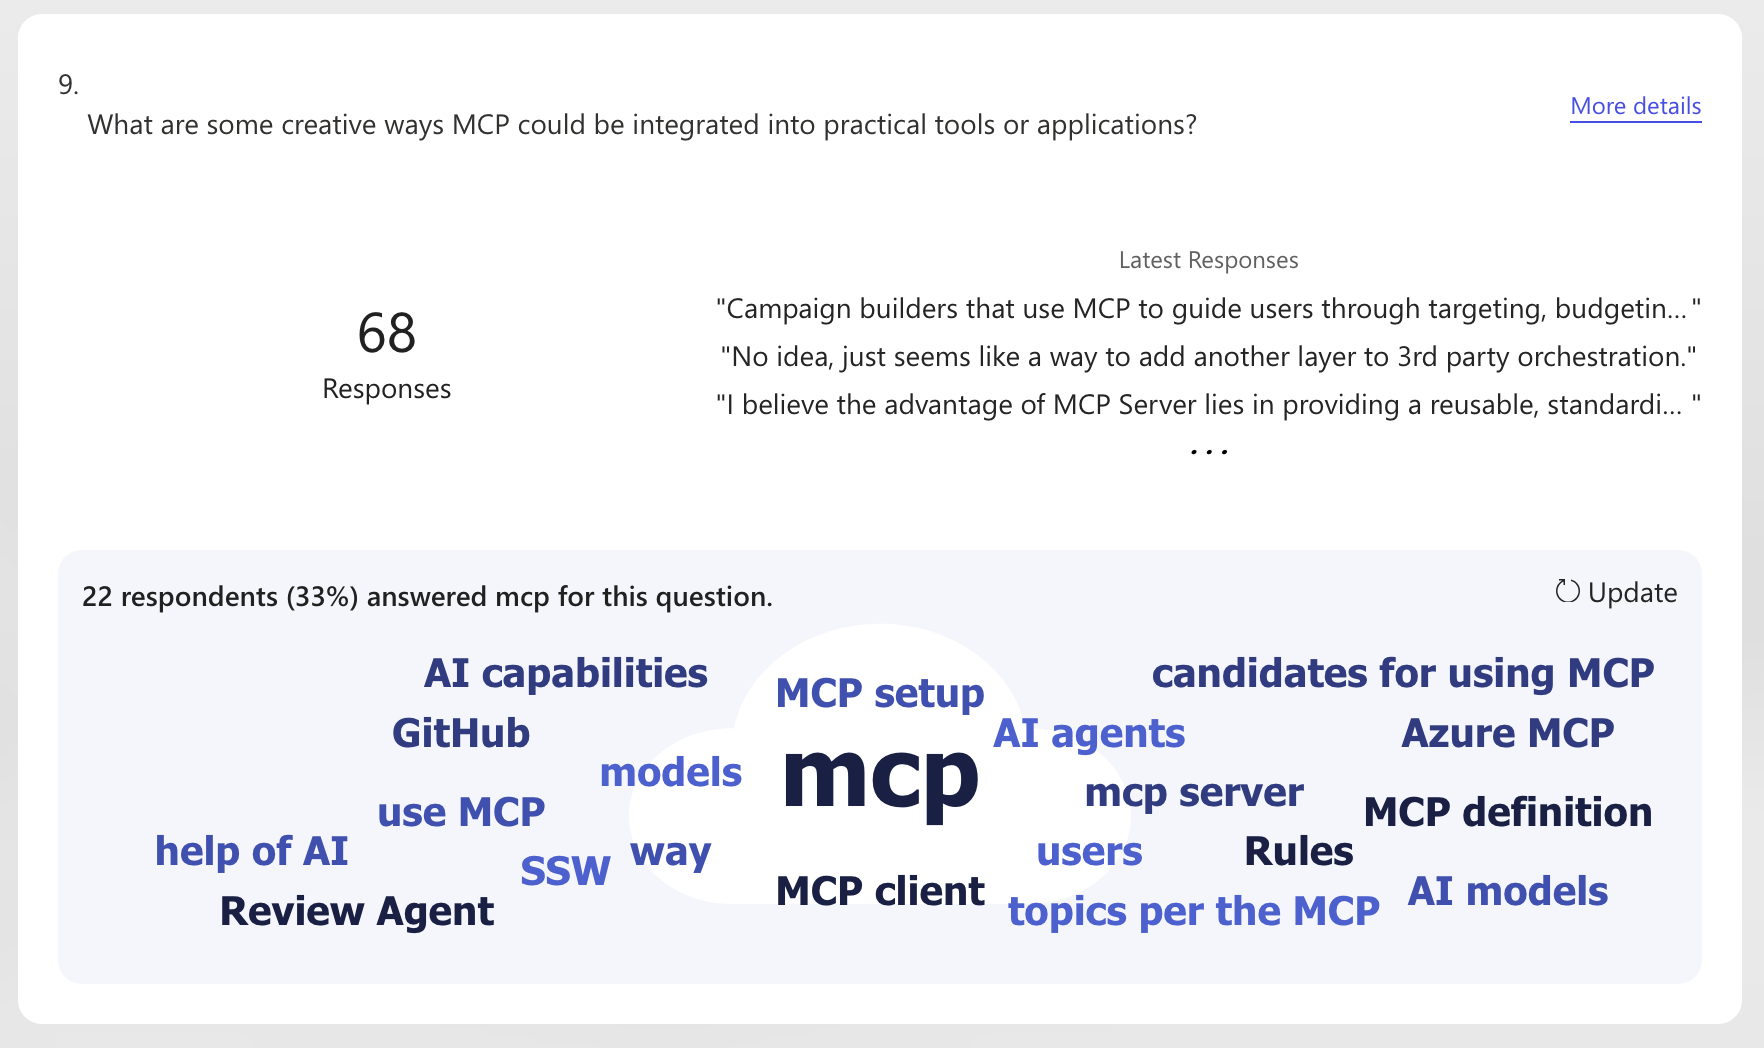 9.
What are some creative ways MCP could be integrated into practical tools or applications?
More details
68
Responses
Latest Responses
"Campaign builders that use MCP to guide users through targeting, budgetin... "
"No idea, just seems like a way to add another layer to 3rd party orchestration."
"I believe the advantage of MCP Server lies in providing a reusable, standardi... "
...
22 respondents (33%) answered mcp for this question.
Update
AI capabilities
MCP setup
candidates for using MCP
GitHub
AI agents
Azure MCP
models
mcp
mcp server
use MCP
MCP definition
help of AI
SSW
way
users
Rules
Review Agent
MCP client
topics per the MCP
AI models